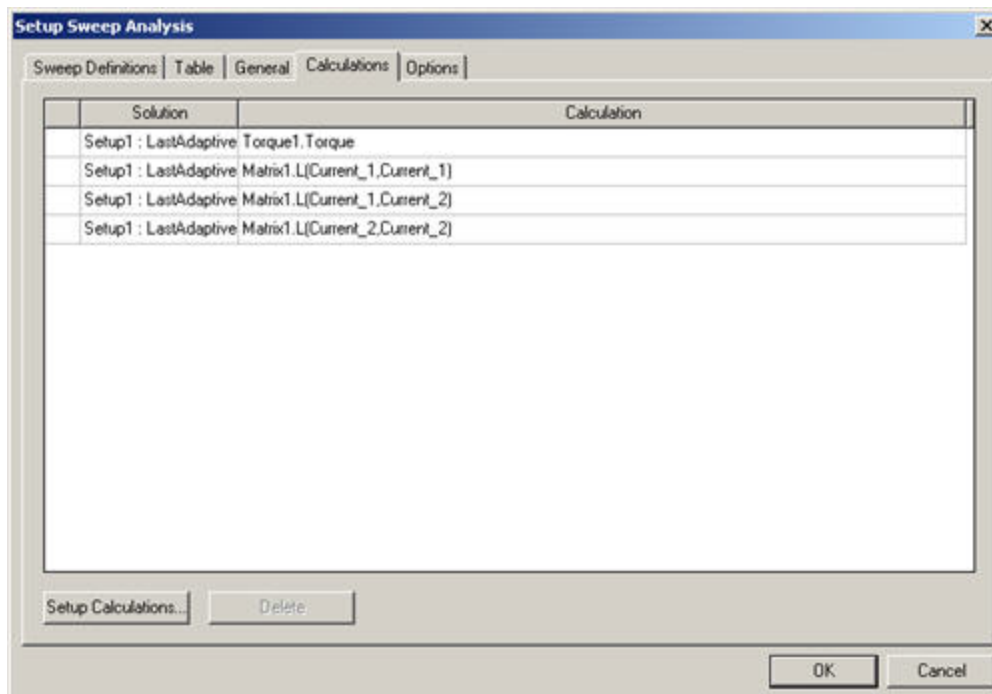 Setup Sweep Analysis
Sweep Definitions Table General Calculations Options
Solution Calculation
Setup1 : LastAdaptive Torque1.Torque
Setup1 : LastAdaptive Matrix1.L(Current_1,Current_1)
Setup1 : LastAdaptive Matrix1.L(Current_1,Current_2)
Setup1 : LastAdaptive Matrix1.L(Current_2,Current_2)
Setup Calculations... Delete
OK Cancel